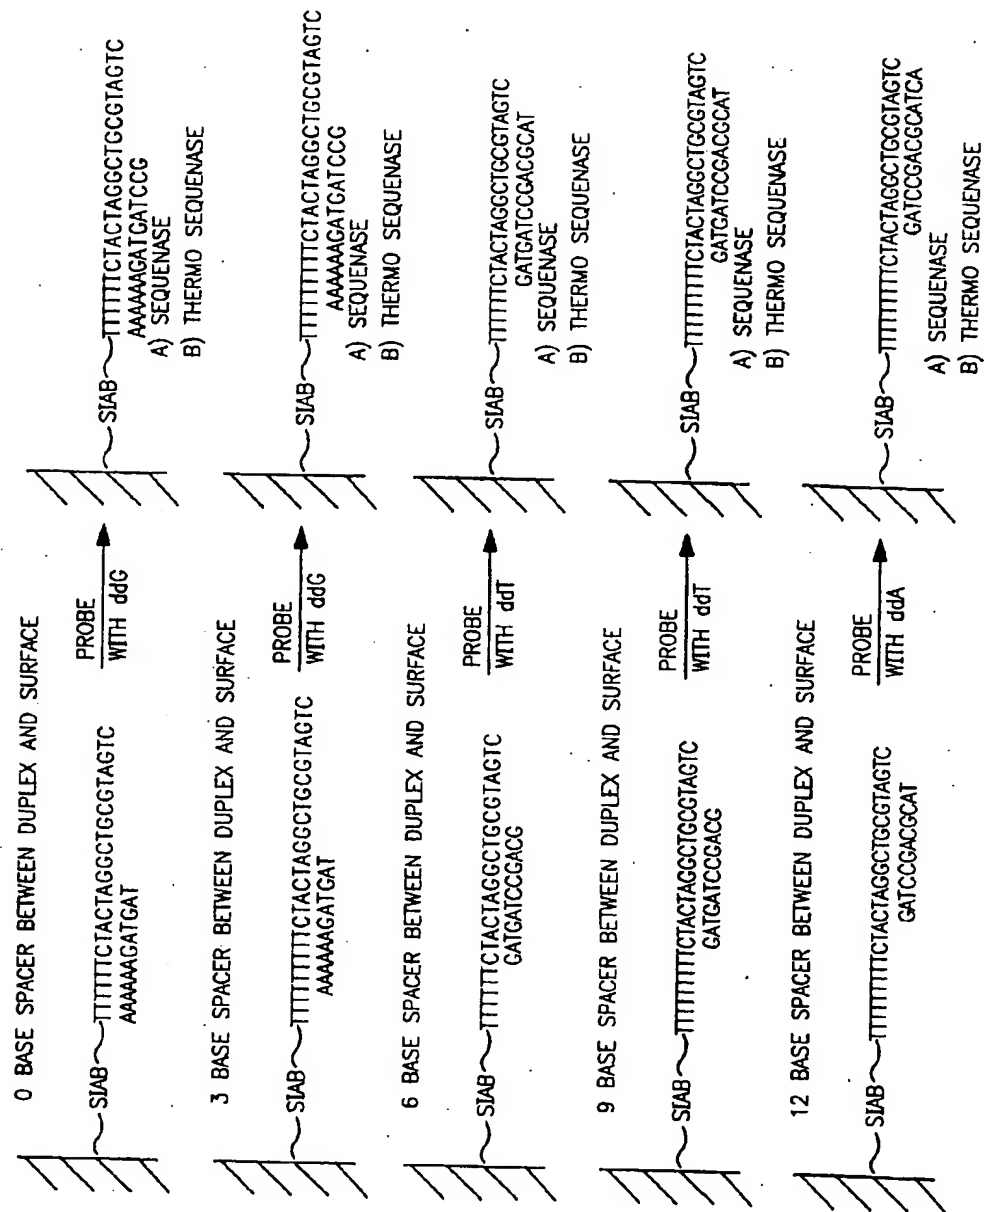 0 BASE SPACER BETWEEN DUPLEX AND SURFACE
SIAB
TTTTTTCTACTAGGCTGCGTAGTC
AAAAAAGATGAT
PROBE
WITH ddG
SIAB
TTTTTTCTACTAGGCTGCGTAGTC
AAAAAGATGATCCG
A) SEQUENASE
B) THERMO SEQUENASE
3 BASE SPACER BETWEEN DUPLEX AND SURFACE
SIAB
TTTTTTTTTCTACTAGGCTGCGTAGTC
AAAAAAGATGAT
PROBE
WITH ddG
SIAB
TTTTTTTTTCTACTAGGCTGCGTAGTC
AAAAAGATGATCCG
A) SEQUENASE
B) THERMO SEQUENASE
6 BASE SPACER BETWEEN DUPLEX AND SURFACE
SIAB
TTTTTTCTACTAGGCTGCGTAGTC
GATGATCCGACG
PROBE
WITH ddT
SIAB
TTTTTTCTACTAGGCTGCGTAGTC
GATGATCCGACGCAT
A) SEQUENASE
B) THERMO SEQUENASE
9 BASE SPACER BETWEEN DUPLEX AND SURFACE
SIAB
TTTTTTTTTCTACTAGGCTGCGTAGTC
GATGATCCGACG
PROBE
WITH ddT
SIAB
TTTTTTTTTCTACTAGGCTGCGTAGTC
GATGATCCGACGCAT
A) SEQUENASE
B) THERMO SEQUENASE
12 BASE SPACER BETWEEN DUPLEX AND SURFACE
SIAB
TTTTTTTTTCTACTAGGCTGCGTAGTC
GATCCGACGCAT
PROBE
WITH ddA
SIAB
TTTTTTTTTCTACTAGGCTGCGTAGTC
GATCCGACGCATCA
A) SEQUENASE
B) THERMO SEQUENASE